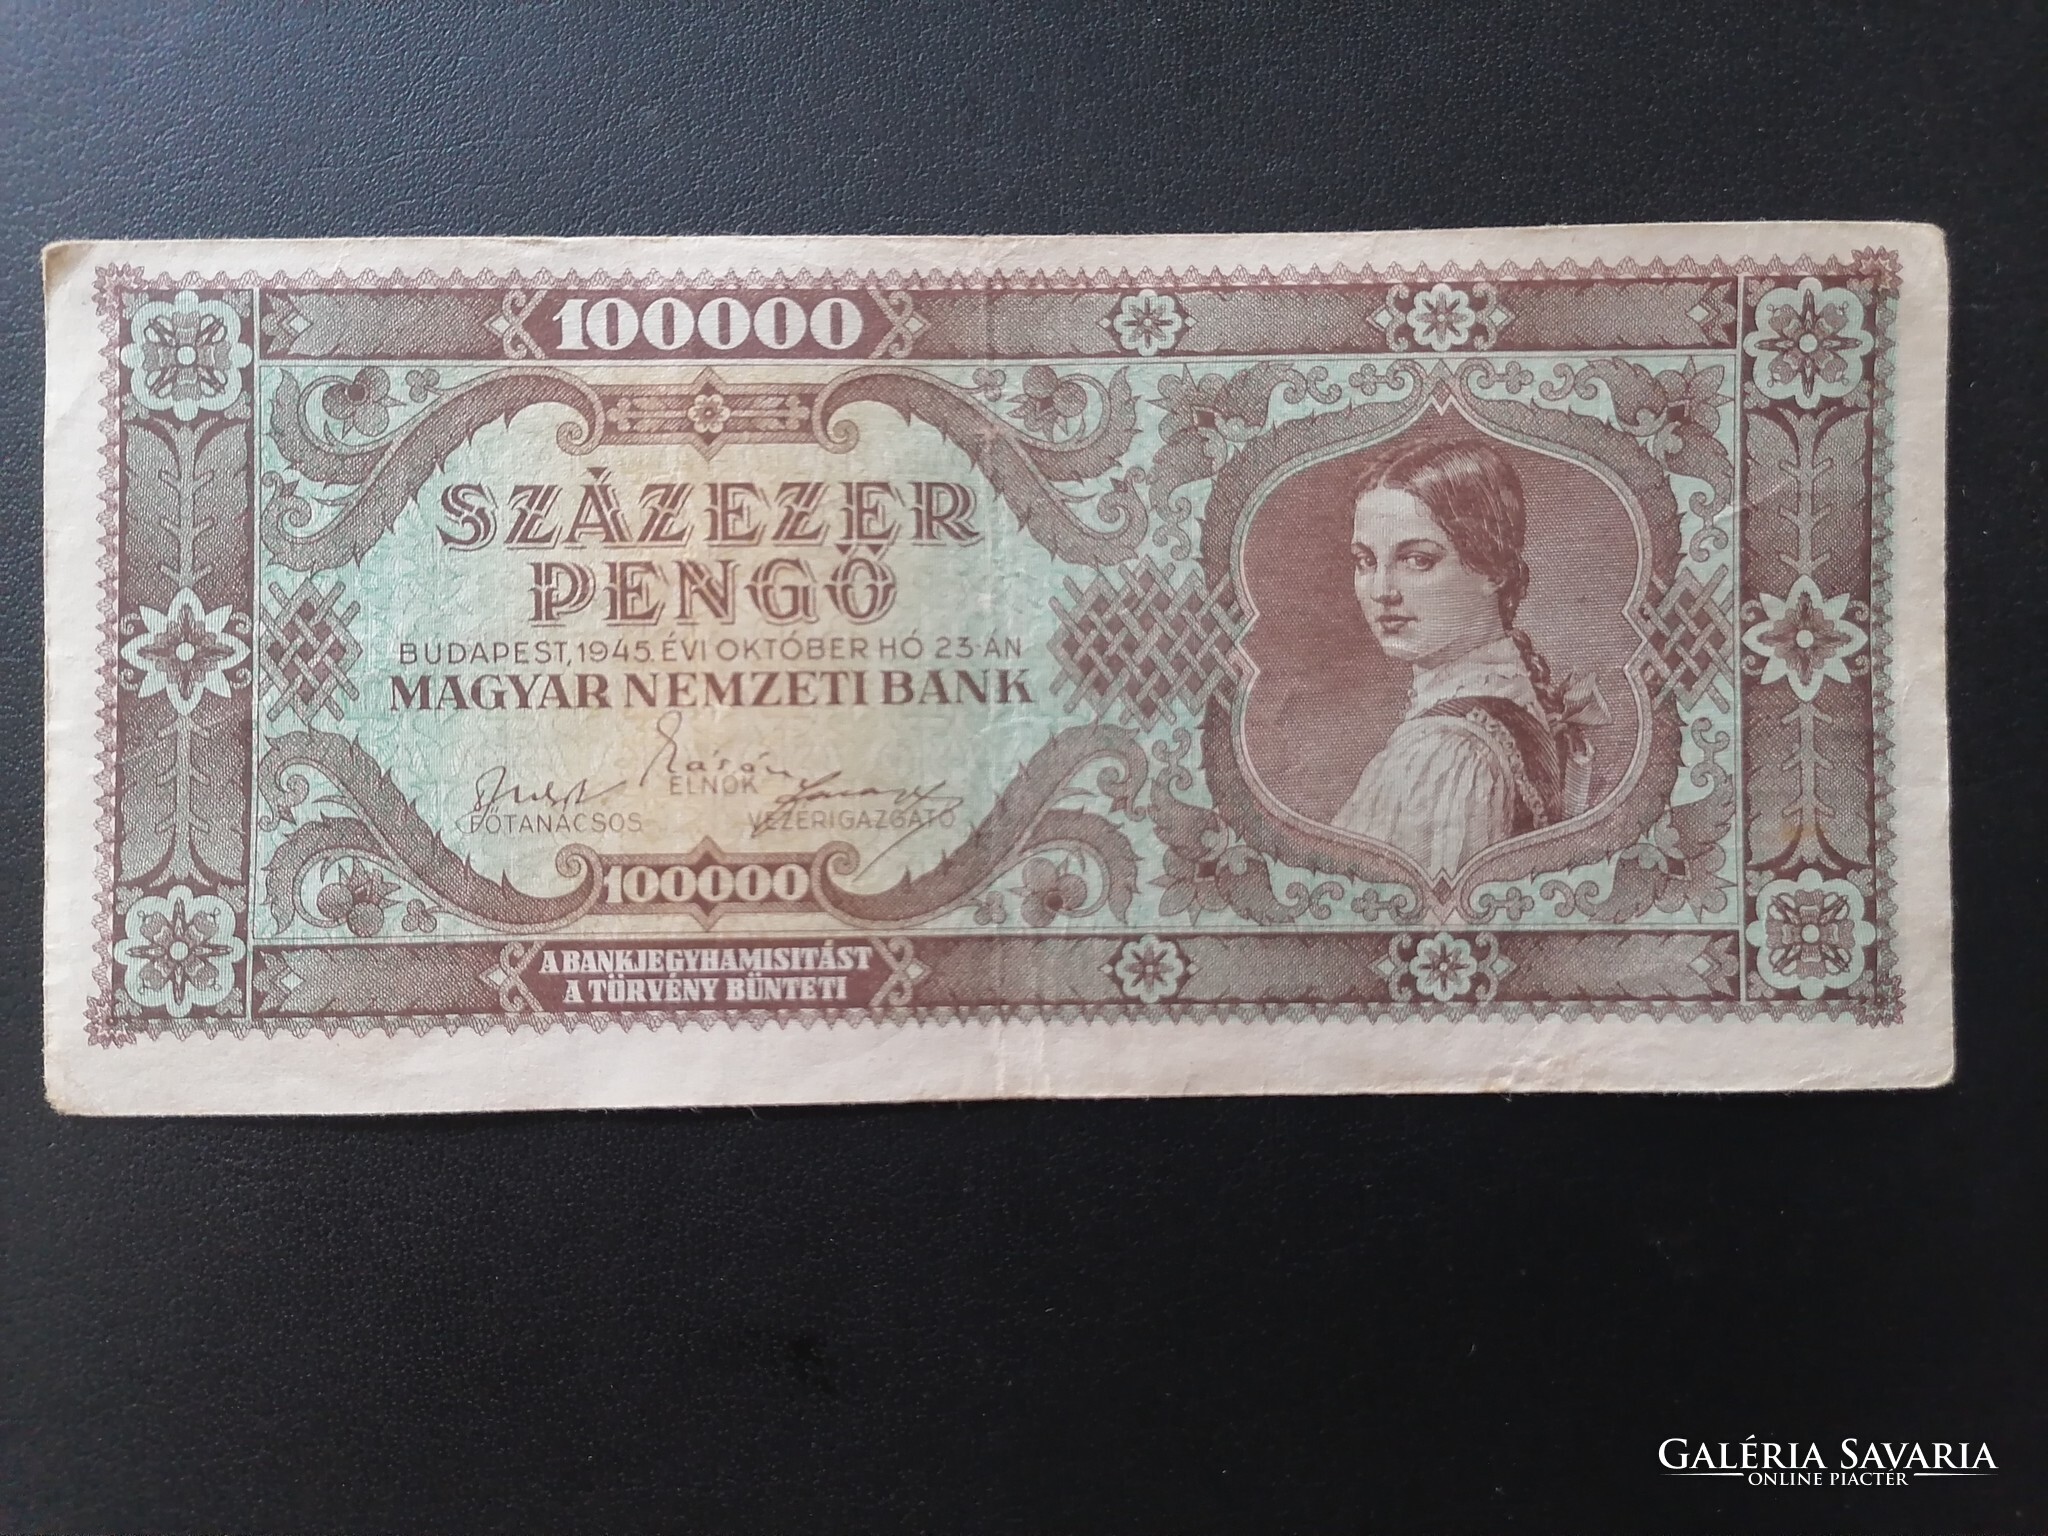 100000
SZÁZEZER
PENGŐ
BUDAPEST, 1945. ÉVI OKTÓBER HÓ 23-ÁN
MAGYAR NEMZETI BANK
ELNÖK
FŐTANÁCSOS
VEZÉRIGAZGATÓ
100000
A BANKJEGYHAMISITÁST
A TÖRVÉNY BÜNTETI
GALÉRIA SAVARIA
ONLINE PIACTÉR